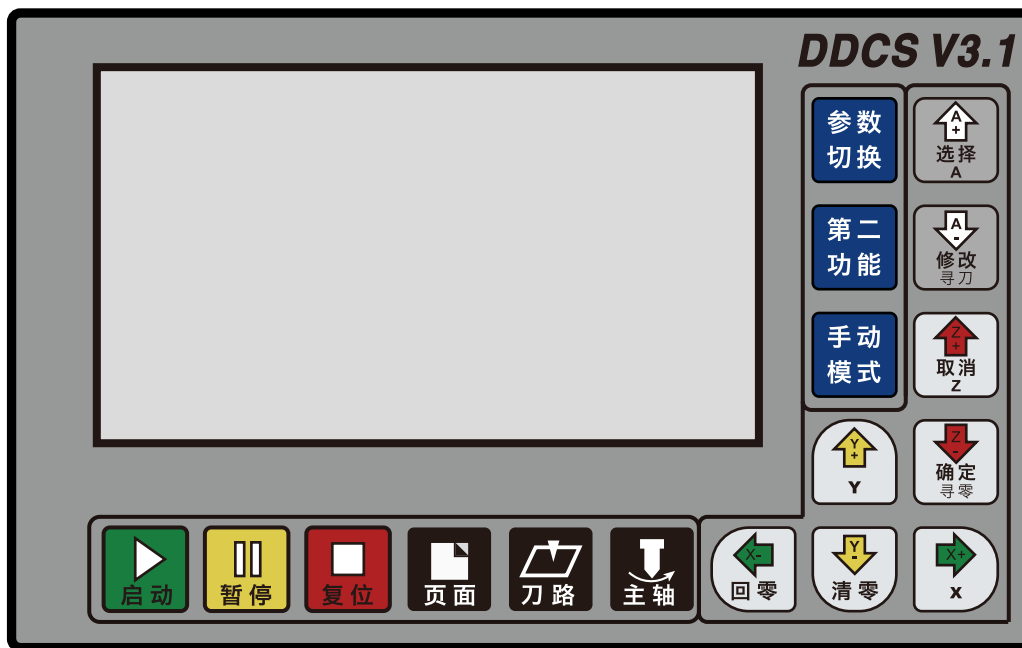 DDCS V3.1
参数
切换
A
+
选择
A
第二
功能
A
-
修改
寻刀
手动
模式
Z
+
取消
Z
Y
+
Y
Z
-
确定
寻零
启动
暂停
复位
页面
刀路
主轴
X-
回零
Y
-
清零
X+
X